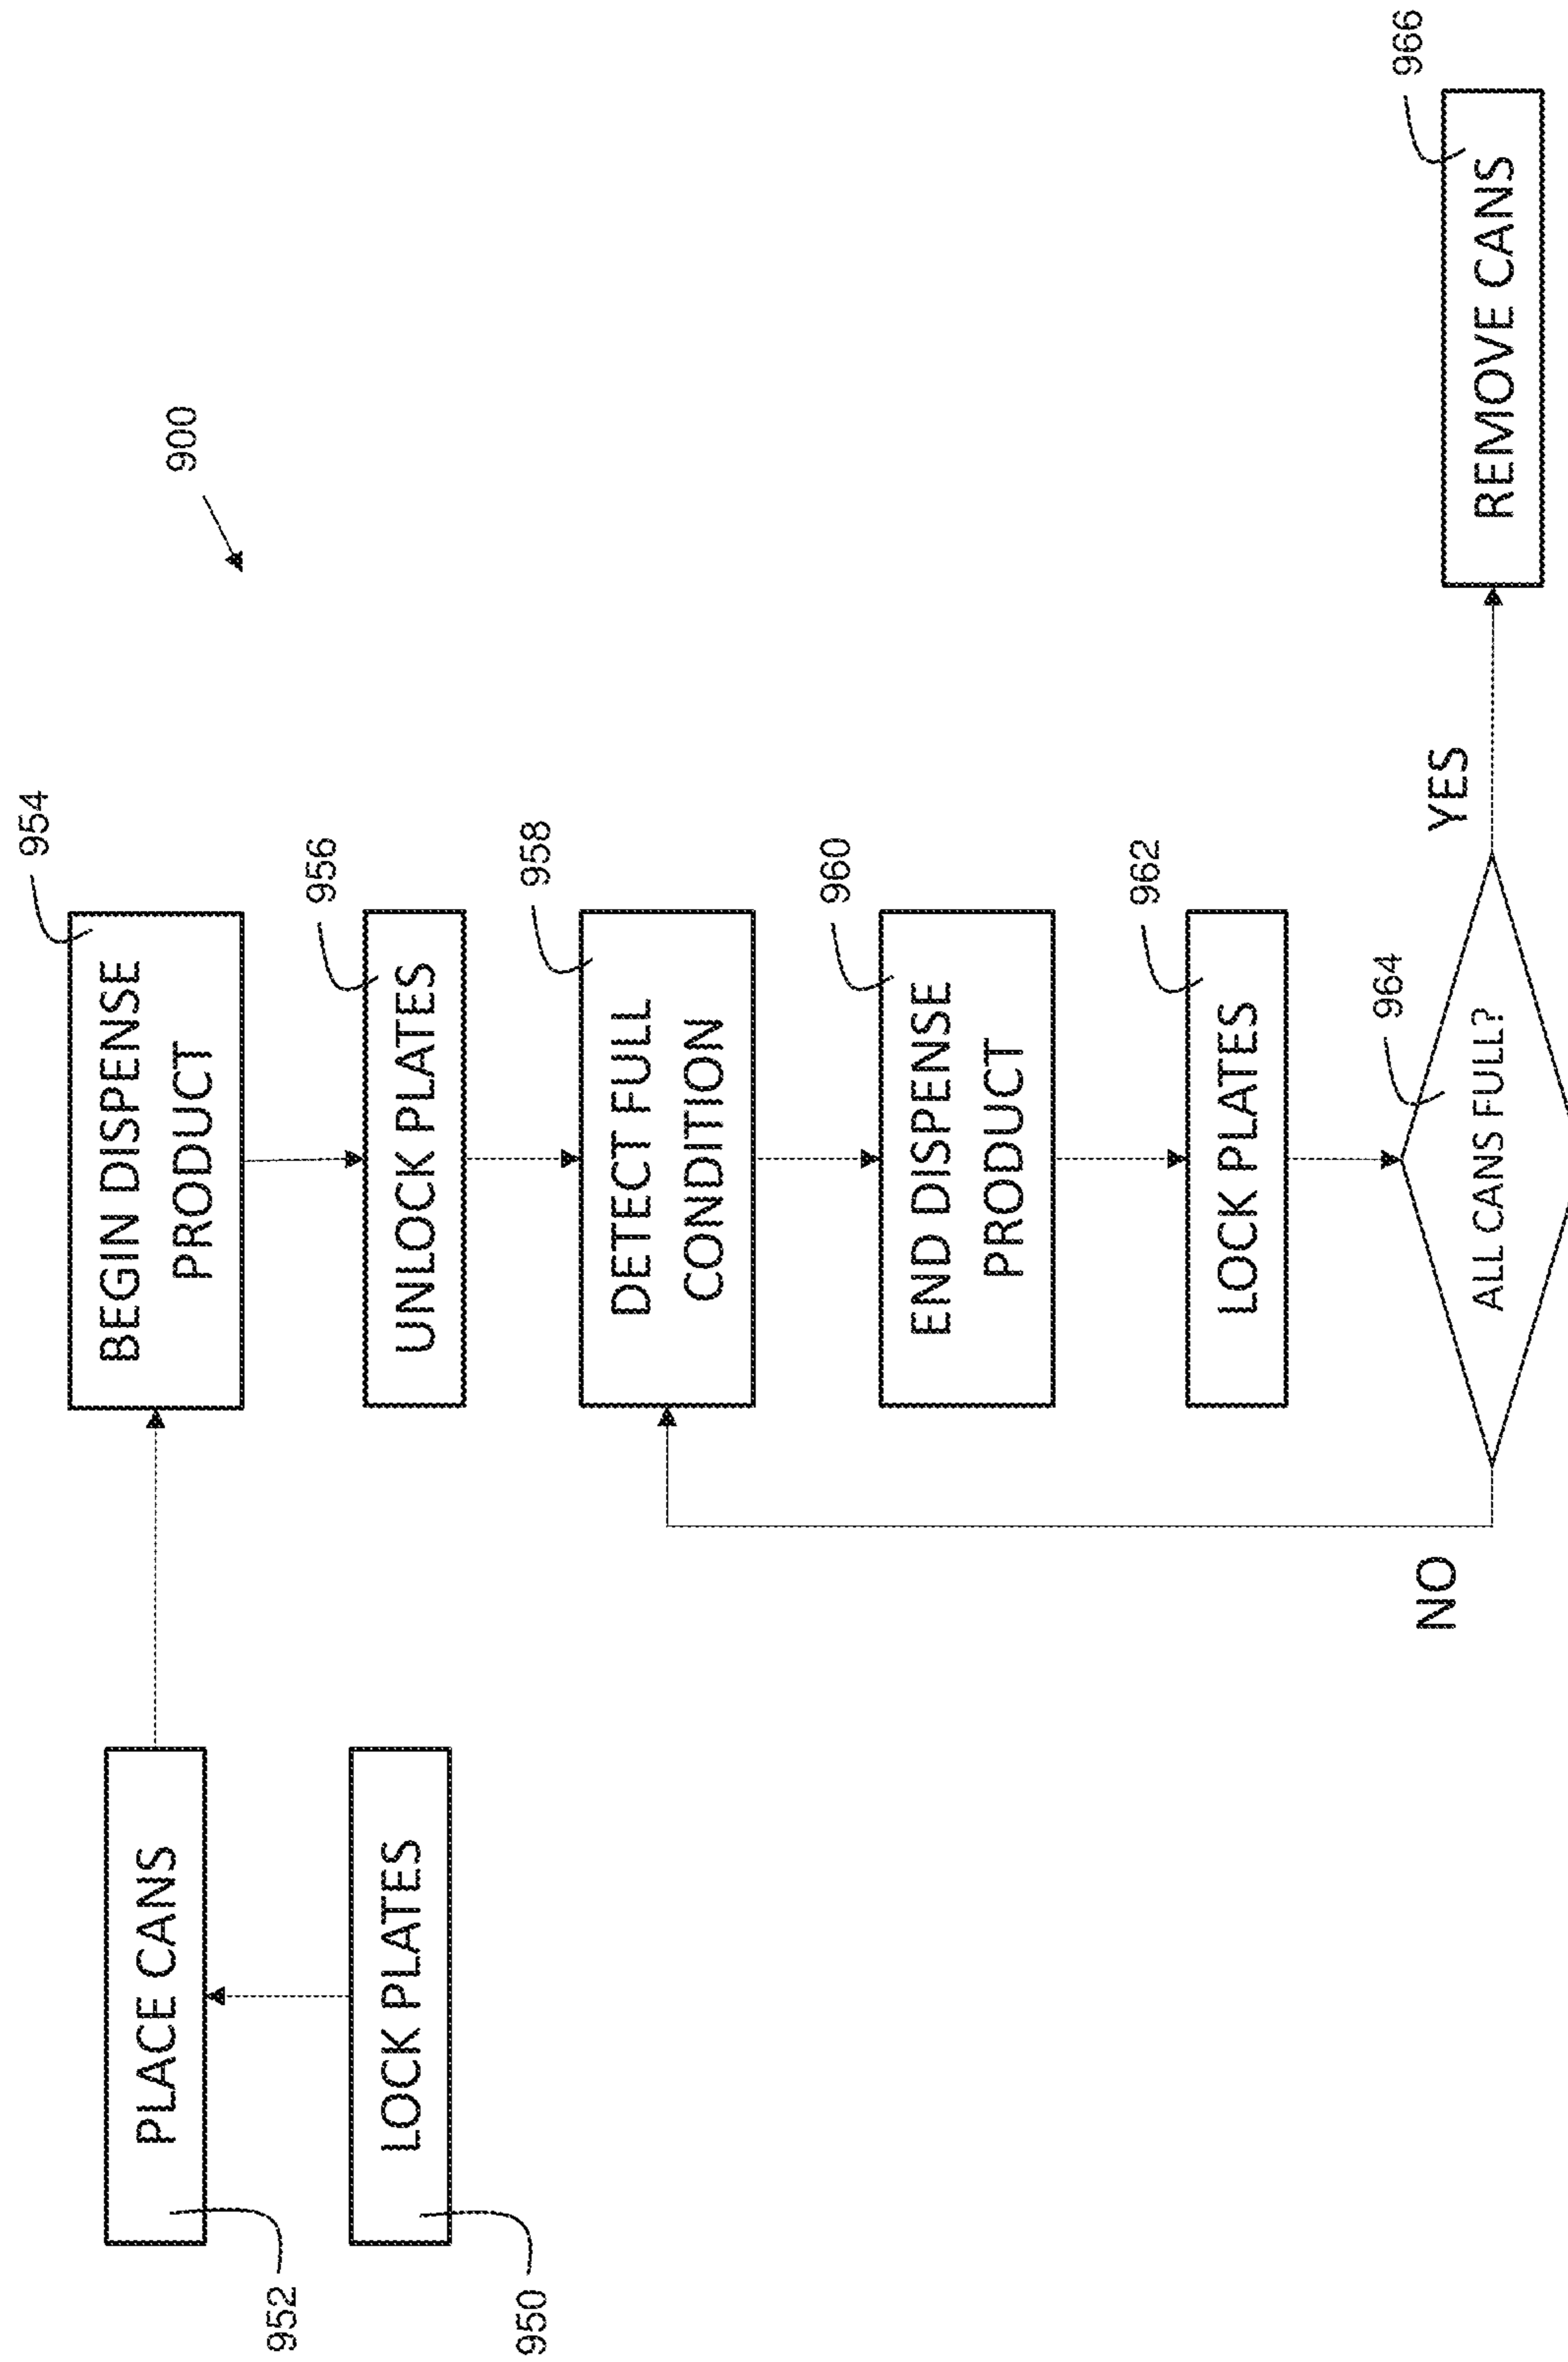 900
952
PLACE CANS
950
LOCK PLATES
954
BEGIN DISPENSE
PRODUCT
956
UNLOCK PLATES
958
DETECT FULL
CONDITION
960
END DISPENSE
PRODUCT
962
LOCK PLATES
964
ALL CANS FULL?
NO
YES
966
REMOVE CANS